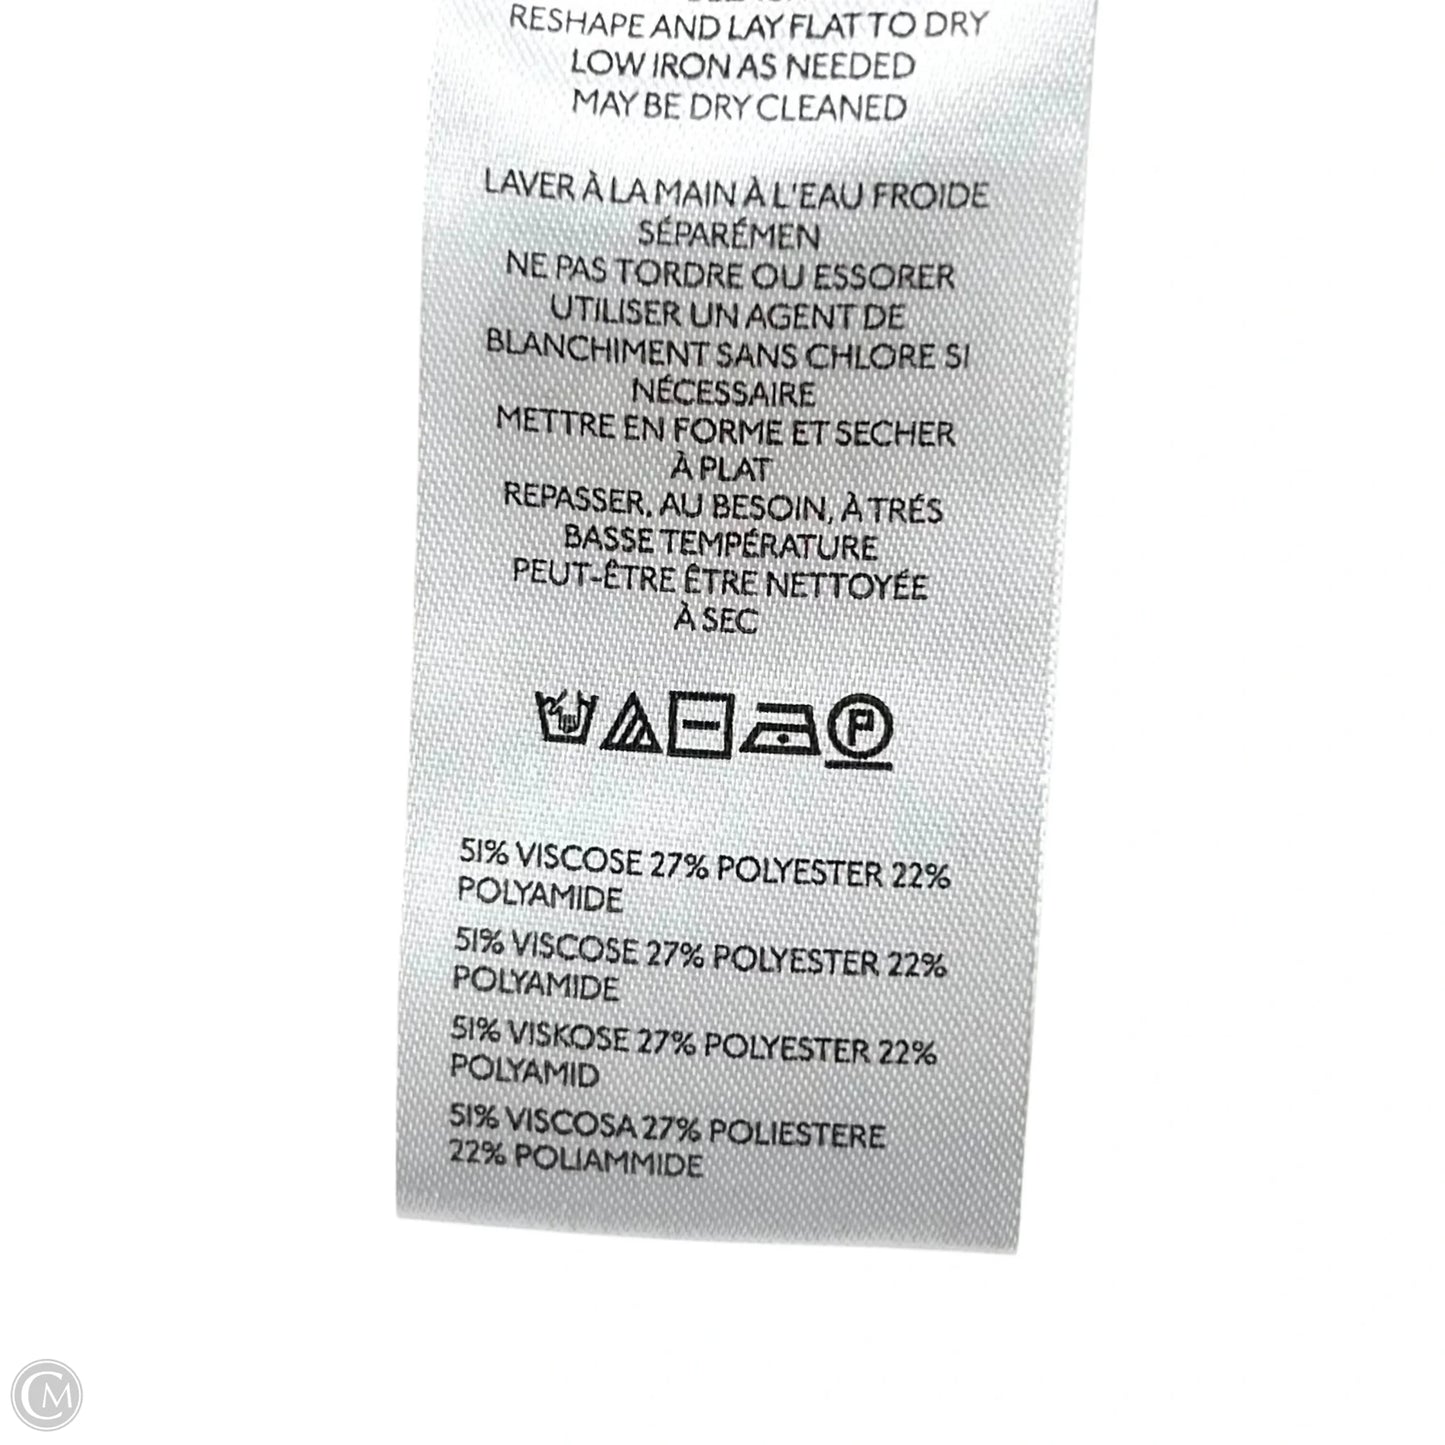 RESHAPE AND LAY FLAT TO DRY
LOW IRON AS NEEDED
MAY BE DRY CLEANED
LAVER À LA MAIN À L'EAU FROIDE
SÉPARÉMEN
NE PAS TORDRE OU ESSORER
UTILISER UN AGENT DE
BLANCHIMENT SANS CHLORE SI
NÉCESSAIRE
METTRE EN FORME ET SECHER
À PLAT
REPASSER, AU BESOIN, À TRÉS
BASSE TEMPÉRATURE
PEUT-ÊTRE ÊTRE NETTOYÉE
À SEC
P
51% VISCOSE 27% POLYESTER 22%
POLYAMIDE
51% VISCOSE 27% POLYESTER 22%
POLYAMIDE
51% VISKOSE 27% POLYESTER 22%
POLYAMID
51% VISCOSA 27% POLIESTERE
22% POLIAMMIDE
CM